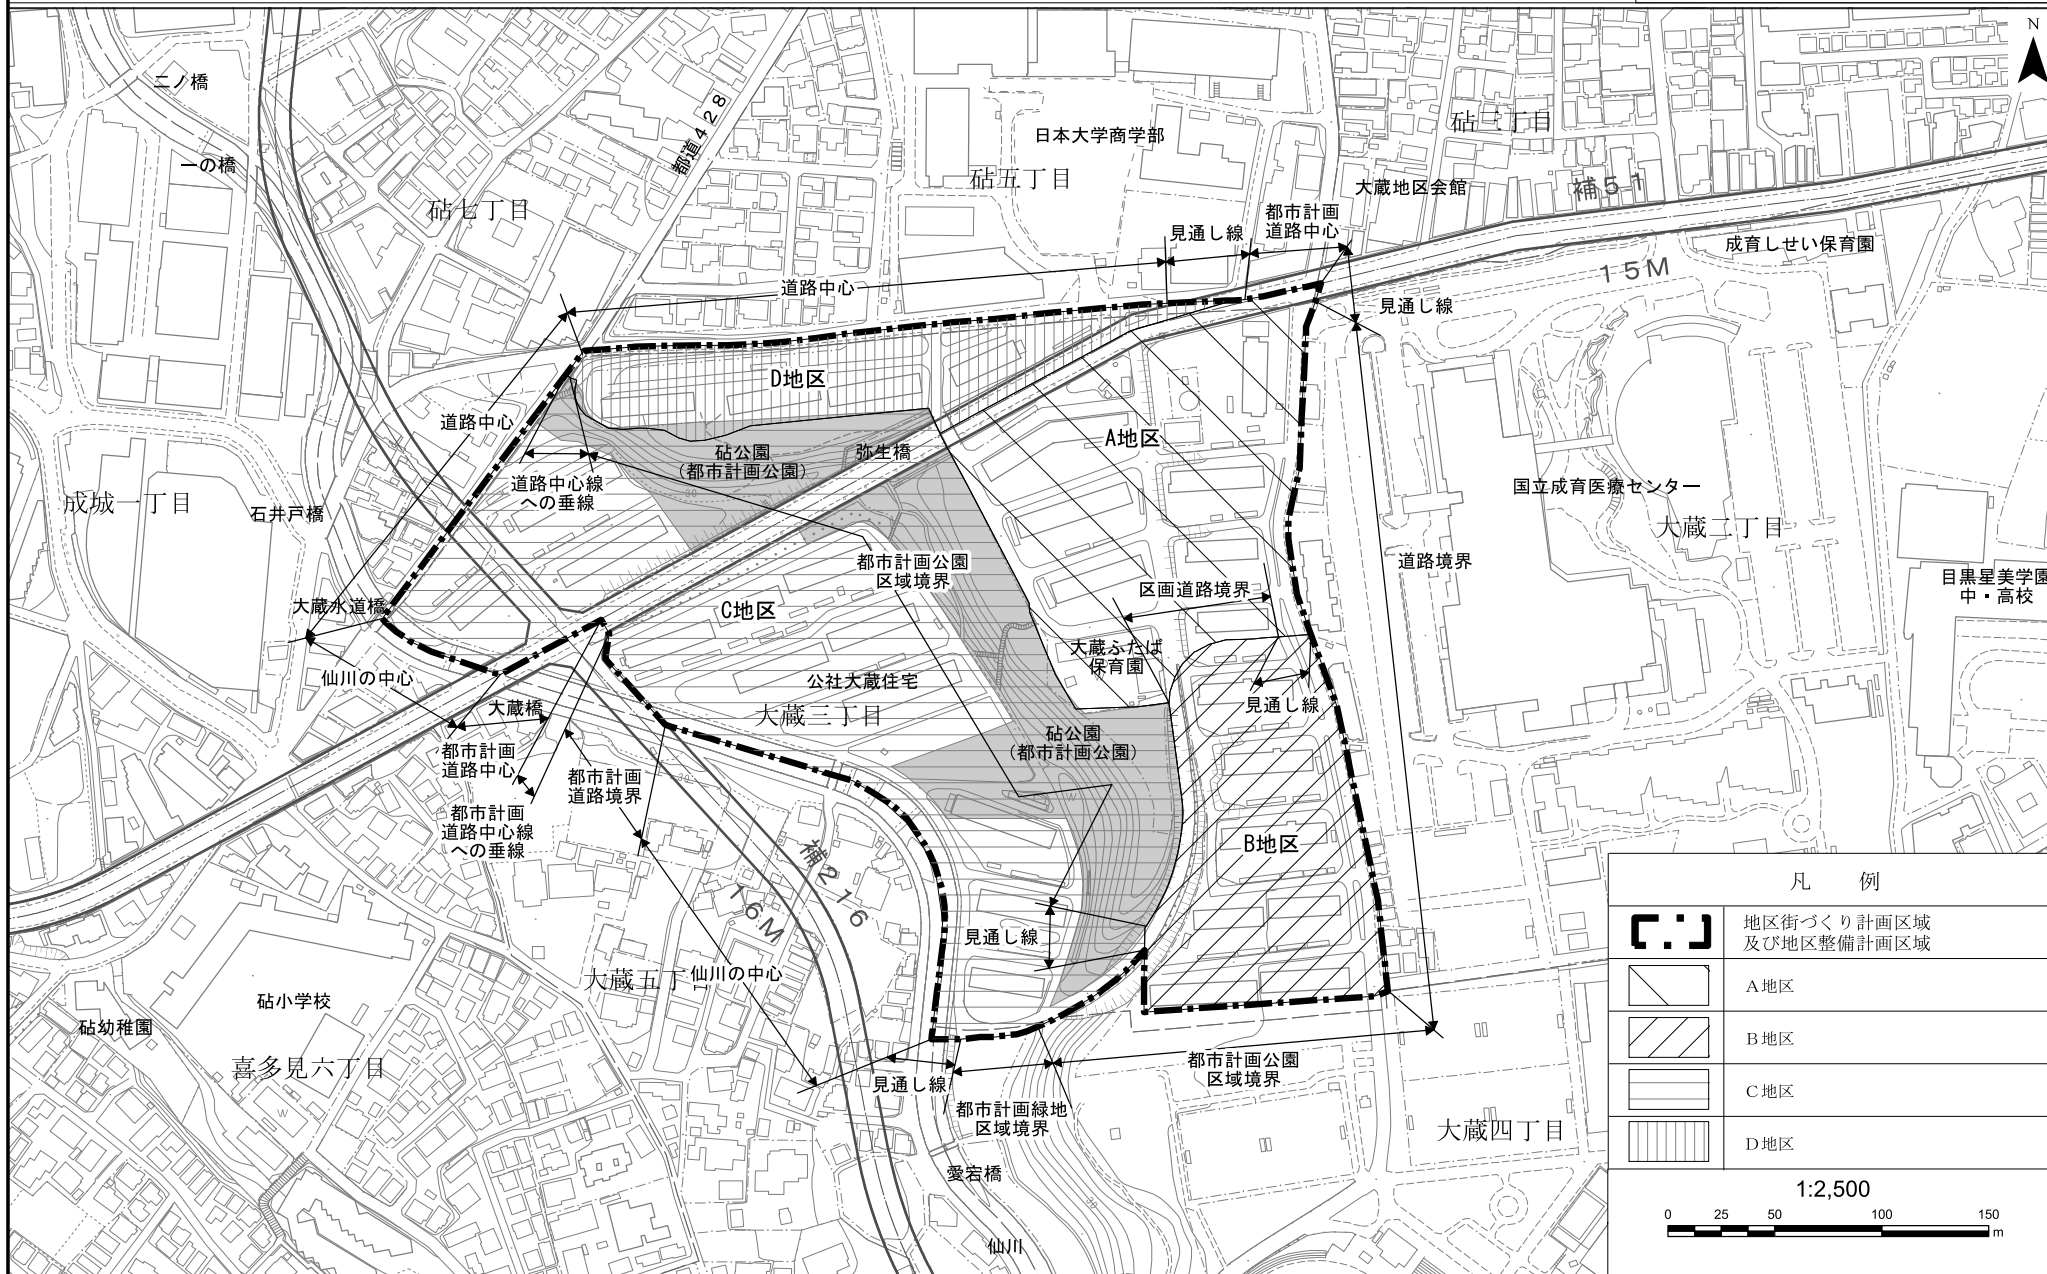 N
二ノ橋
一の橋
都道428
砧七丁目
日本大学商学部
砧五丁目
砧三丁目
大蔵地区会館
補51
15M
成育しせい保育園
都市計画
道路中心
見通し線
見通し線
道路中心
道路中心
D地区
砧公園
(都市計画公園)
弥生橋
A地区
道路中心線
への垂線
成城一丁目
石井戸橋
国立成育医療センター
大蔵二丁目
道路境界
目黒星美学園
中・高校
都市計画公園
区域境界
区画道路境界
大蔵水道橋
C地区
大蔵ふたば
保育園
仙川の中心
公社大蔵住宅
大蔵三丁目
大蔵橋
見通し線
砧公園
(都市計画公園)
都市計画
道路中心
都市計画
道路境界
都市計画
道路中心線
への垂線
30
30
30
W
W
W
補216
16M
B地区
見通し線
大蔵五丁目
仙川の中心
砧小学校
砧幼稚園
喜多見六丁目
見通し線
都市計画緑地
区域境界
都市計画公園
区域境界
大蔵四丁目
愛宕橋
仙川
凡 例
地区街づくり計画区域
及び地区整備計画区域
A地区
B地区
C地区
D地区
1:2,500
0 25 50 100 150
m